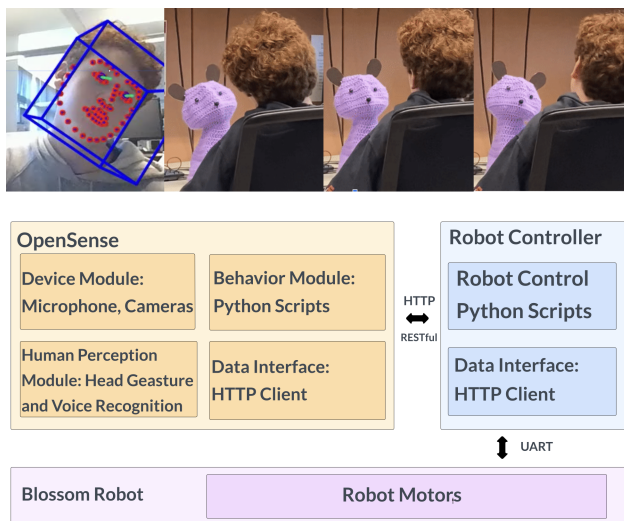 OpenSense
Device Module:
Microphone, Cameras
Behavior Module:
Python Scripts
Human Perception
Module: Head Geasture
and Voice Recognition
Data Interface:
HTTP Client
HTTP
RESTful
Robot Controller
Robot Control
Python Scripts
Data Interface:
HTTP Client
UART
Blossom Robot
Robot Motors